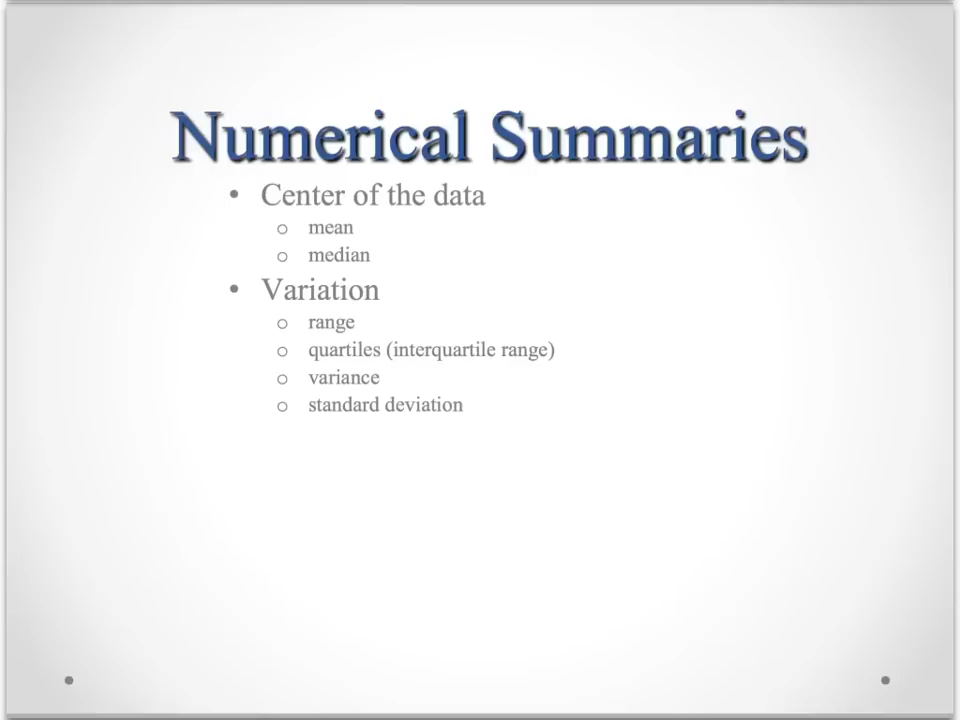 Numerical Summaries
• Center of the data
o mean
o median
• Variation
o range
o quartiles (interquartile range)
o variance
o standard deviation